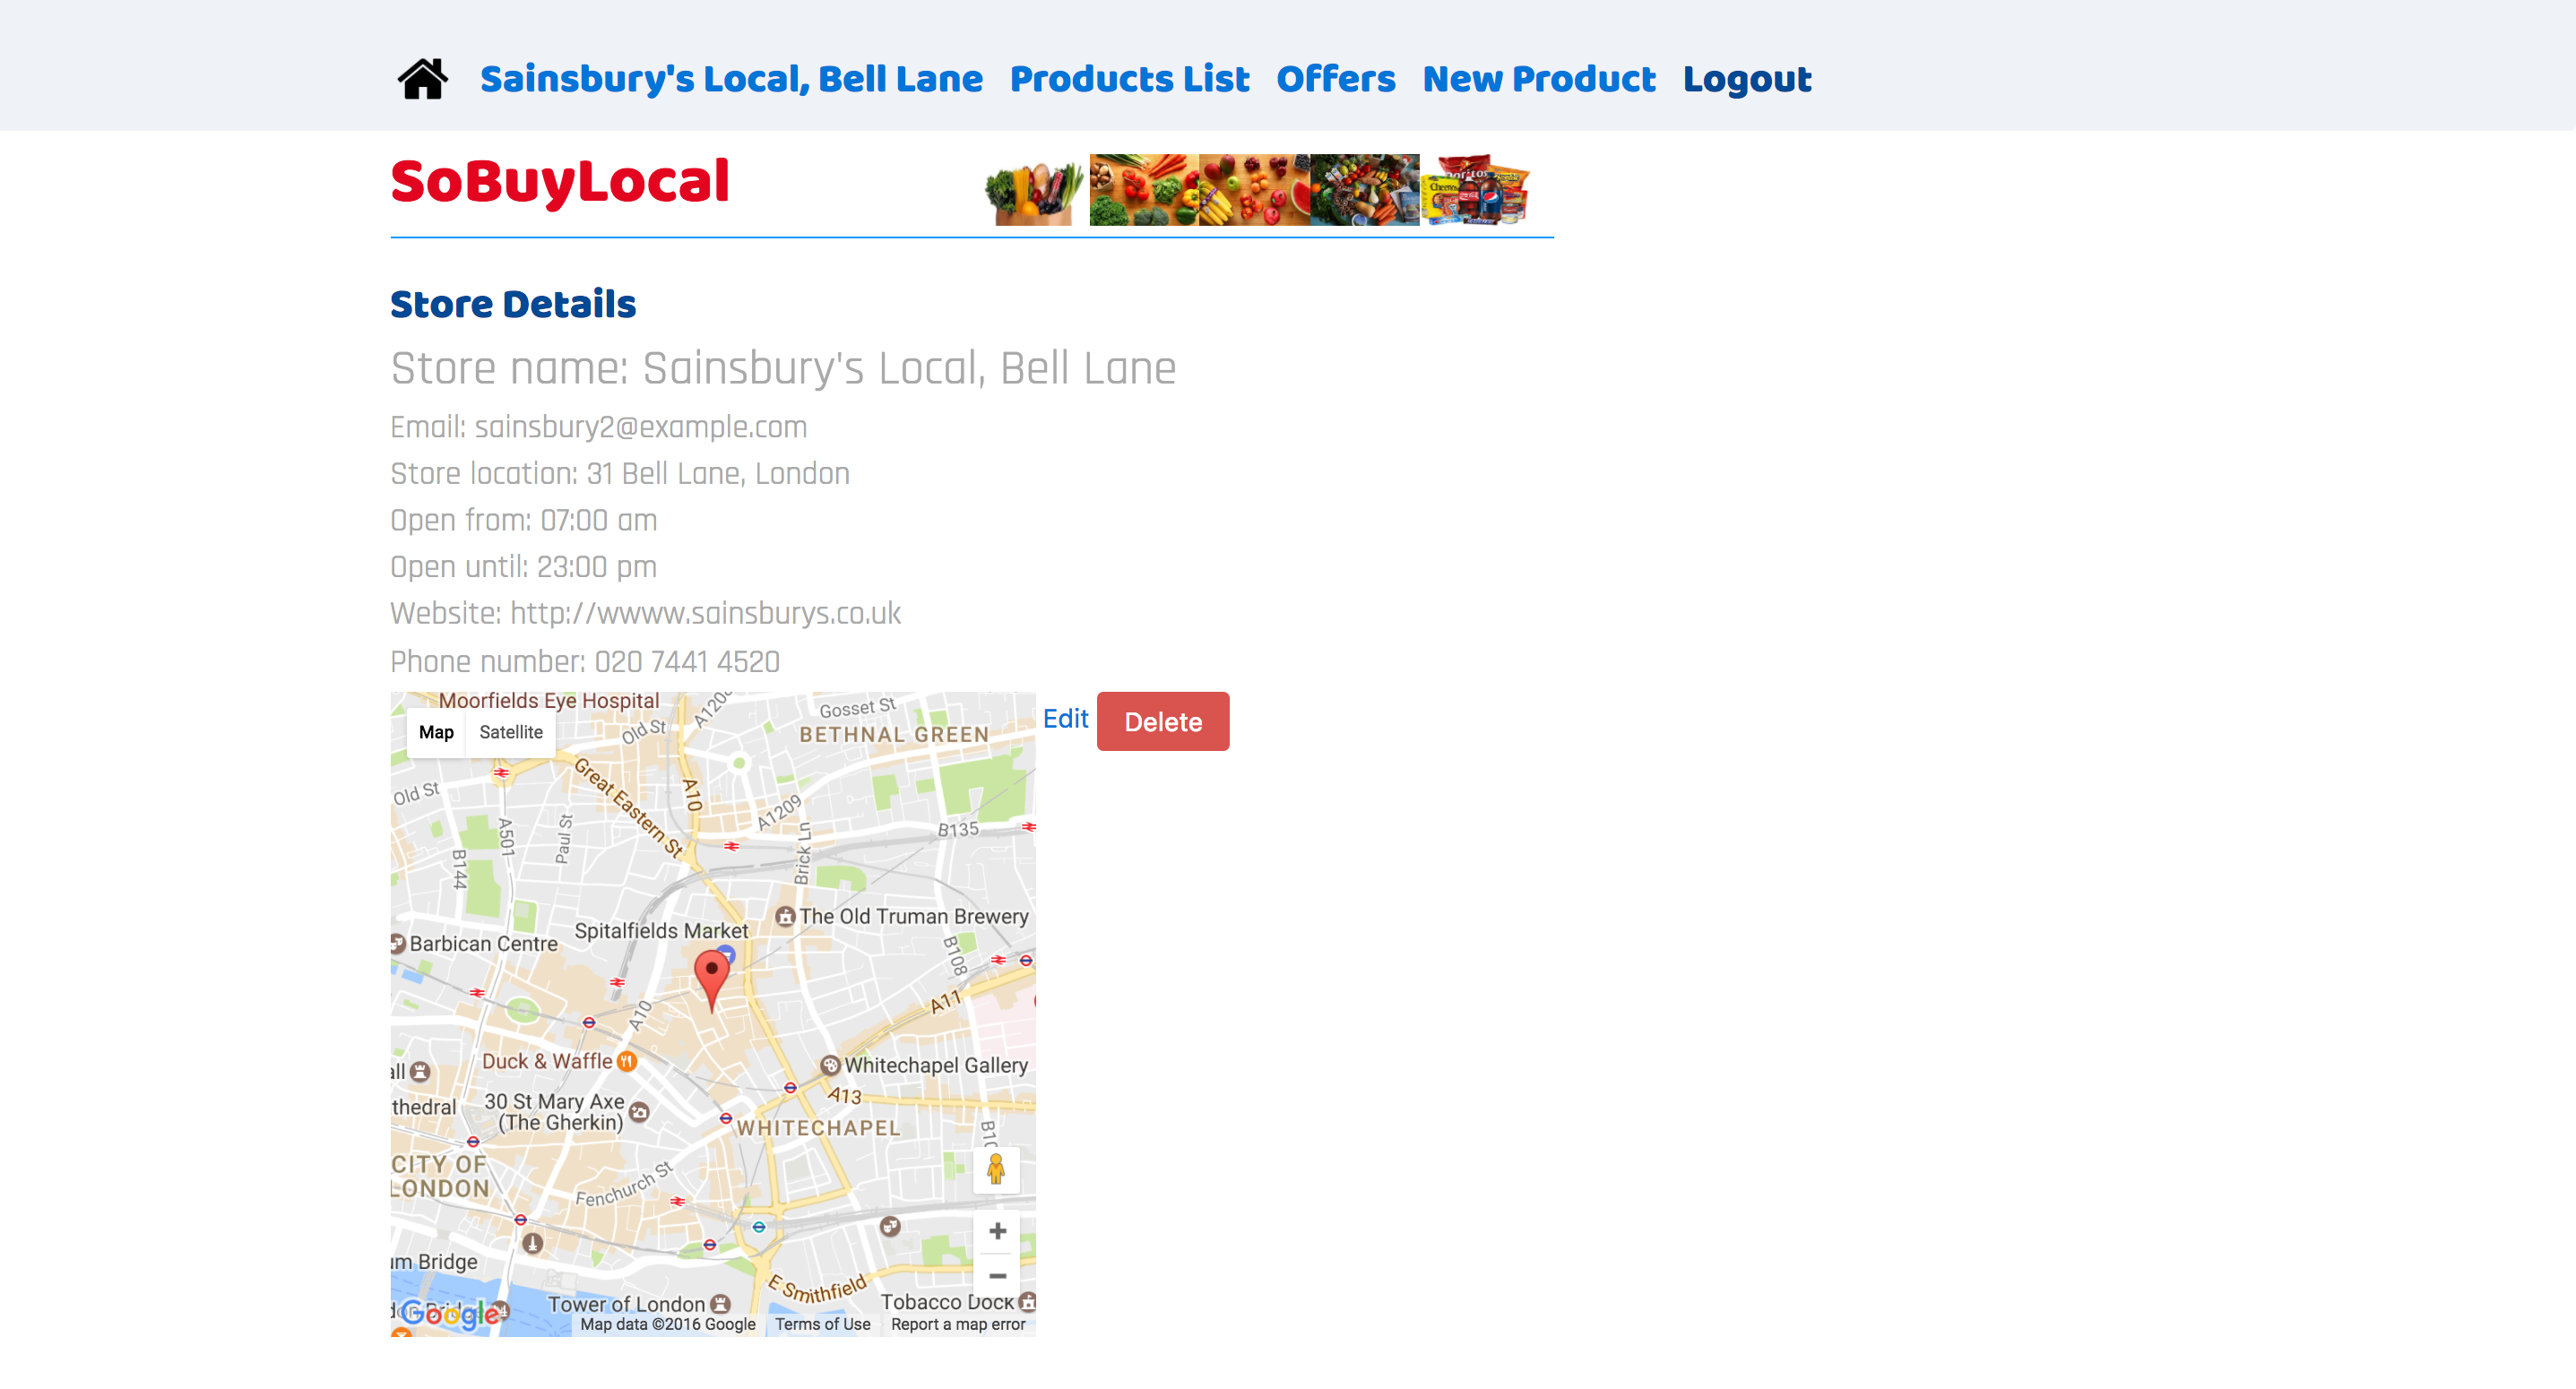 Sainsbury's Local, Bell Lane Products List Offers New Product Logout
SoBuyLocal
Store Details
Store name: Sainsbury's Local, Bell Lane
Email: sainsbury2@example.com
Store location: 31 Bell Lane, London
Open from: 07:00 am
Open until: 23:00 pm
Website: http://wwww.sainsburys.co.uk
Phone number: 020 7441 4520
Edit Delete
Moorfields Eye Hospital
Map Satellite
A1208
Gosset St
Old St
BETHNAL GREEN
Great Eastern St
A10
Old St
A1209
A501
Paul St
B135
B144
Brick Ln
The Old Truman Brewery
Spitalfields Market
Barbican Centre
B108
A11
A10
Duck & Waffle
Whitechapel Gallery
all
A13
thedral
30 St Mary Axe
(The Gherkin)
WHITECHAPEL
B10
CITY OF
LONDON
Fenchurch St
um Bridge
E Smithfield
Tower of London
Tobacco Dock
Google
Map data ©2016 Google Terms of Use Report a map error